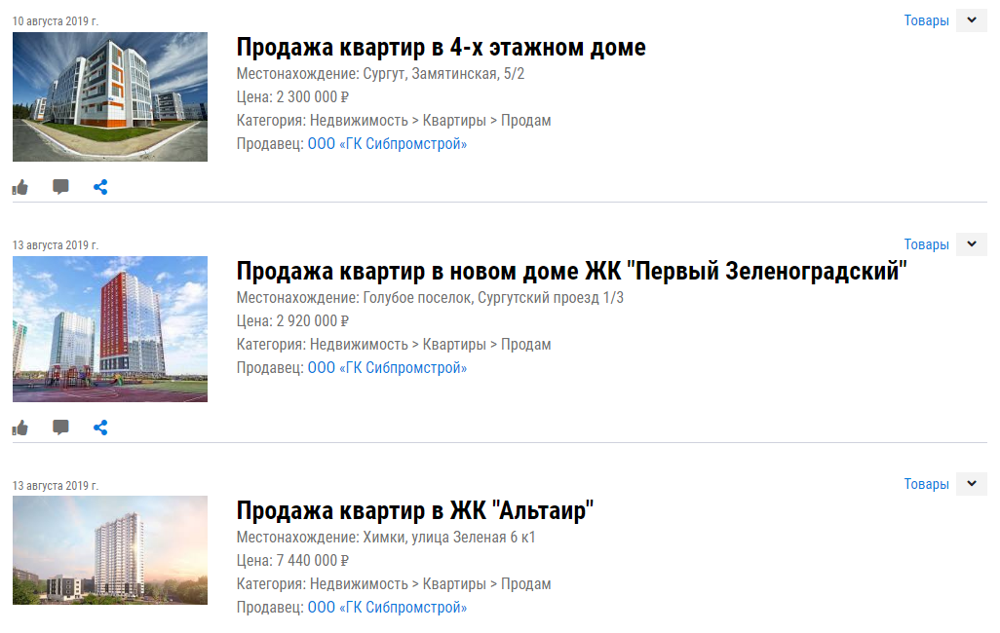 10 августа 2019 г.
Товары
Продажа квартир в 4-х этажном доме
Местонахождение: Сургут, Замятинская, 5/2
Цена: 2 300 000 ₽
Категория: Недвижимость > Квартиры > Продам
Продавец: ООО «ГК Сибпромстрой»
13 августа 2019 г.
Товары
Продажа квартир в новом доме ЖК "Первый Зеленоградский"
Местонахождение: Голубое поселок, Сургутский проезд 1/3
Цена: 2 920 000 ₽
Категория: Недвижимость > Квартиры > Продам
Продавец: ООО «ГК Сибпромстрой»
13 августа 2019 г.
Товары
Продажа квартир в ЖК "Альтаир"
Местонахождение: Химки, улица Зеленая 6 к1
Цена: 7 440 000 ₽
Категория: Недвижимость > Квартиры > Продам
Продавец: ООО «ГК Сибпромстрой»